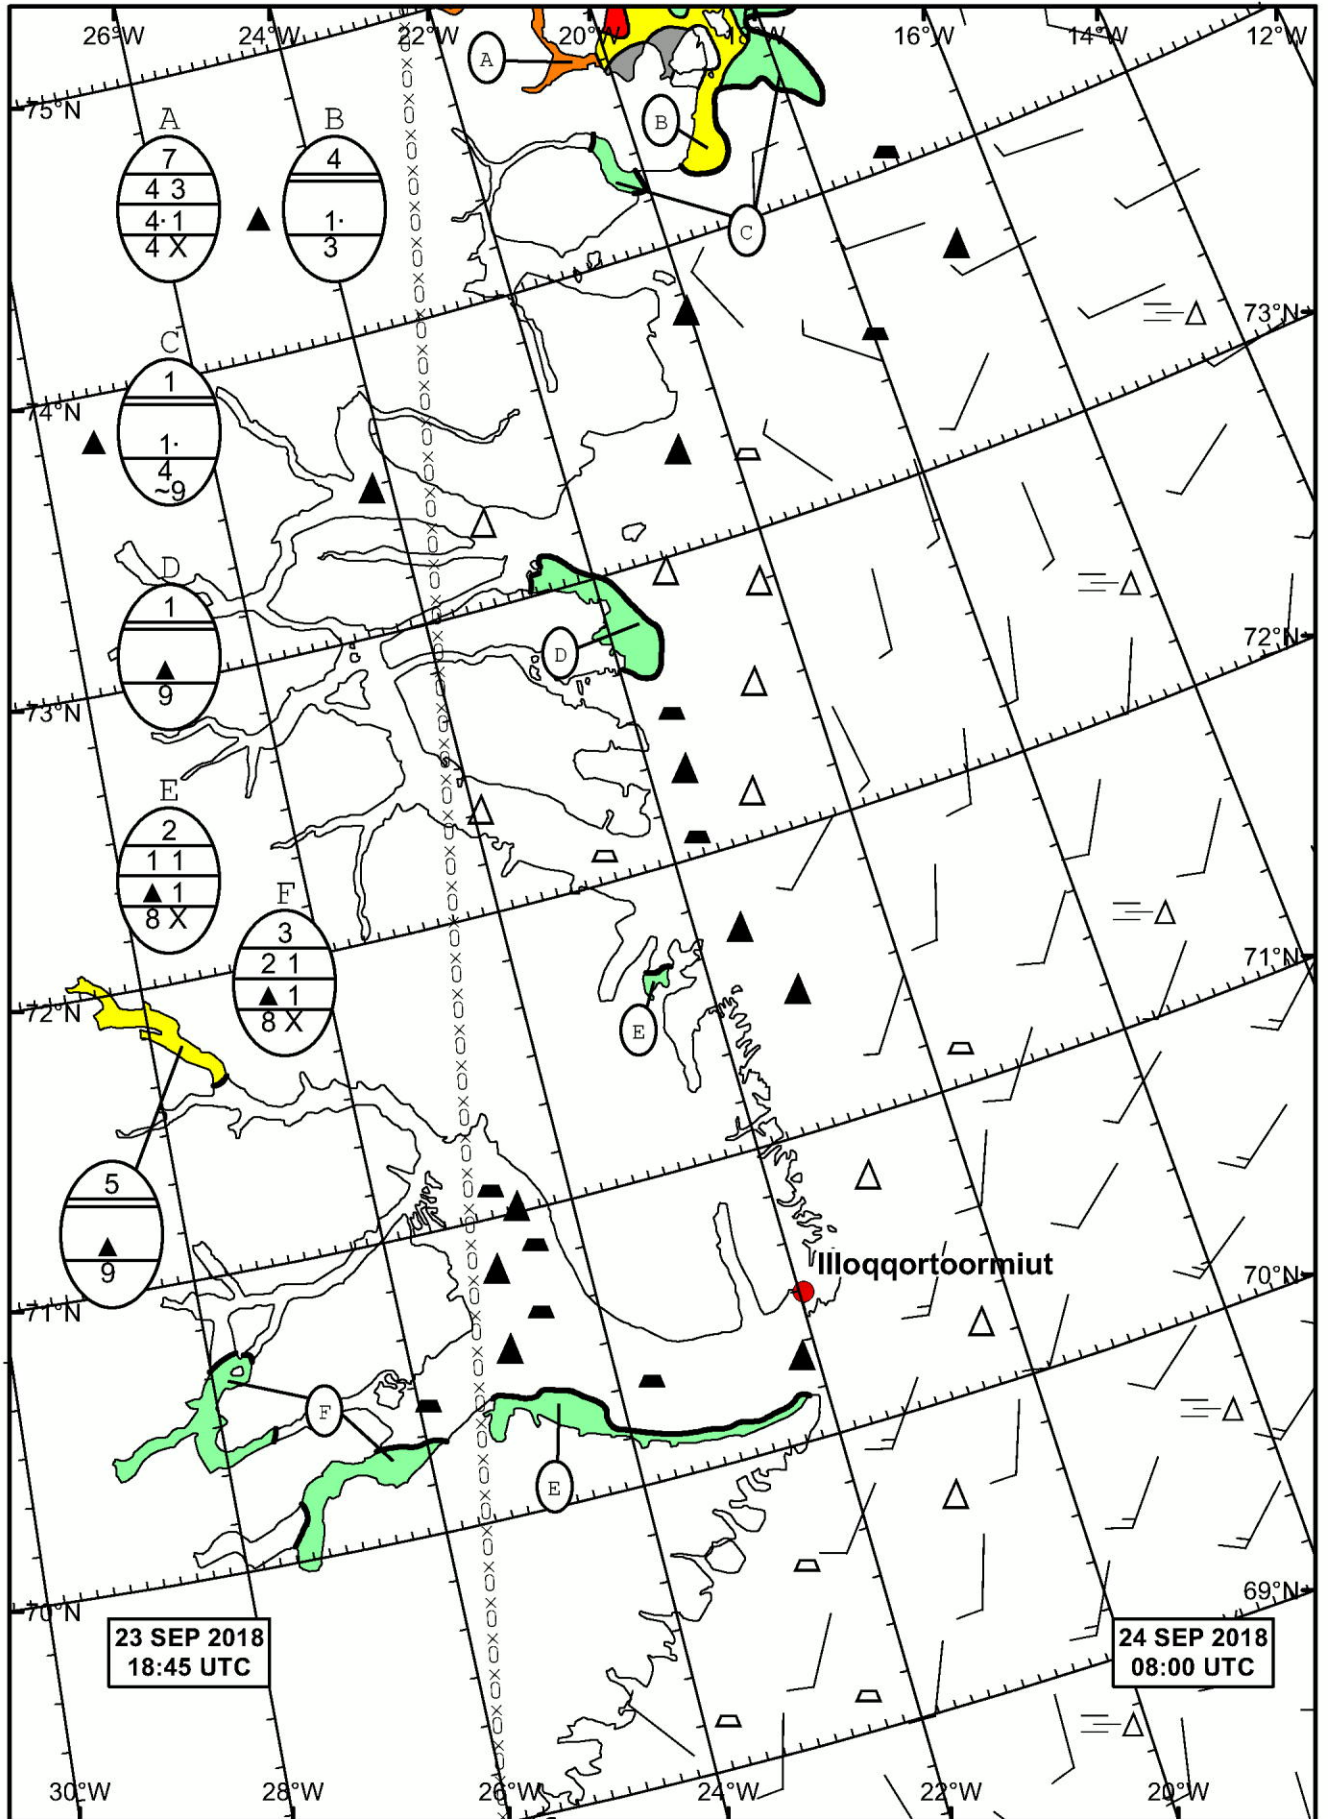 26°W 24°W 22°W 20°W 18°W 16°W 14°W 12°W
A
75°N
A B
B
7
4 3
4· 1
4 X
4
1·
3
C
73°N
C
1
1·
4
~9
74°N
D
1
9
D
72°N
73°N
E
2
1 1
1
8 X
F
3
2 1
1
8 X
71°N
72°N
E
5
9
Illoqqortoormiut
70°N
71°N
F
E
69°N
70°N
23 SEP 2018
18:45 UTC
24 SEP 2018
08:00 UTC
30°W 28°W 26°W 24°W 22°W 20°W